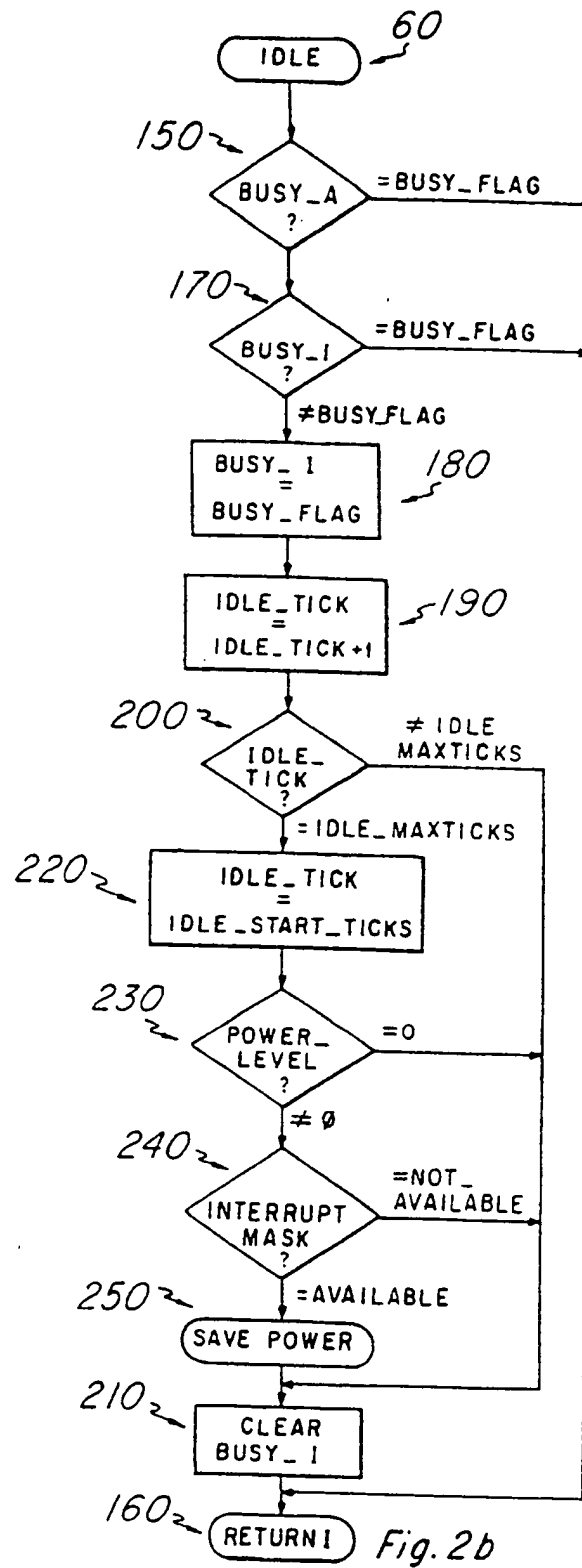 IDLE
60
150
BUSY_A
?
=BUSY_FLAG
170
BUSY_I
?
=BUSY_FLAG
≠BUSY_FLAG
BUSY_ I
=
BUSY_FLAG
180
IDLE_TICK
=
IDLE_TICK+1
190
200
IDLE_
TICK
?
≠ IDLE
MAXTICKS
=IDLE_MAXTICKS
220
IDLE_TICK
=
IDLE_START_TICKS
230
POWER_
LEVEL
?
=0
≠ Ø
240
INTERRUPT
MASK
?
=NOT_
AVAILABLE
=AVAILABLE
250
SAVE POWER
210
CLEAR
BUSY_ I
160
RETURN I
Fig. 2b